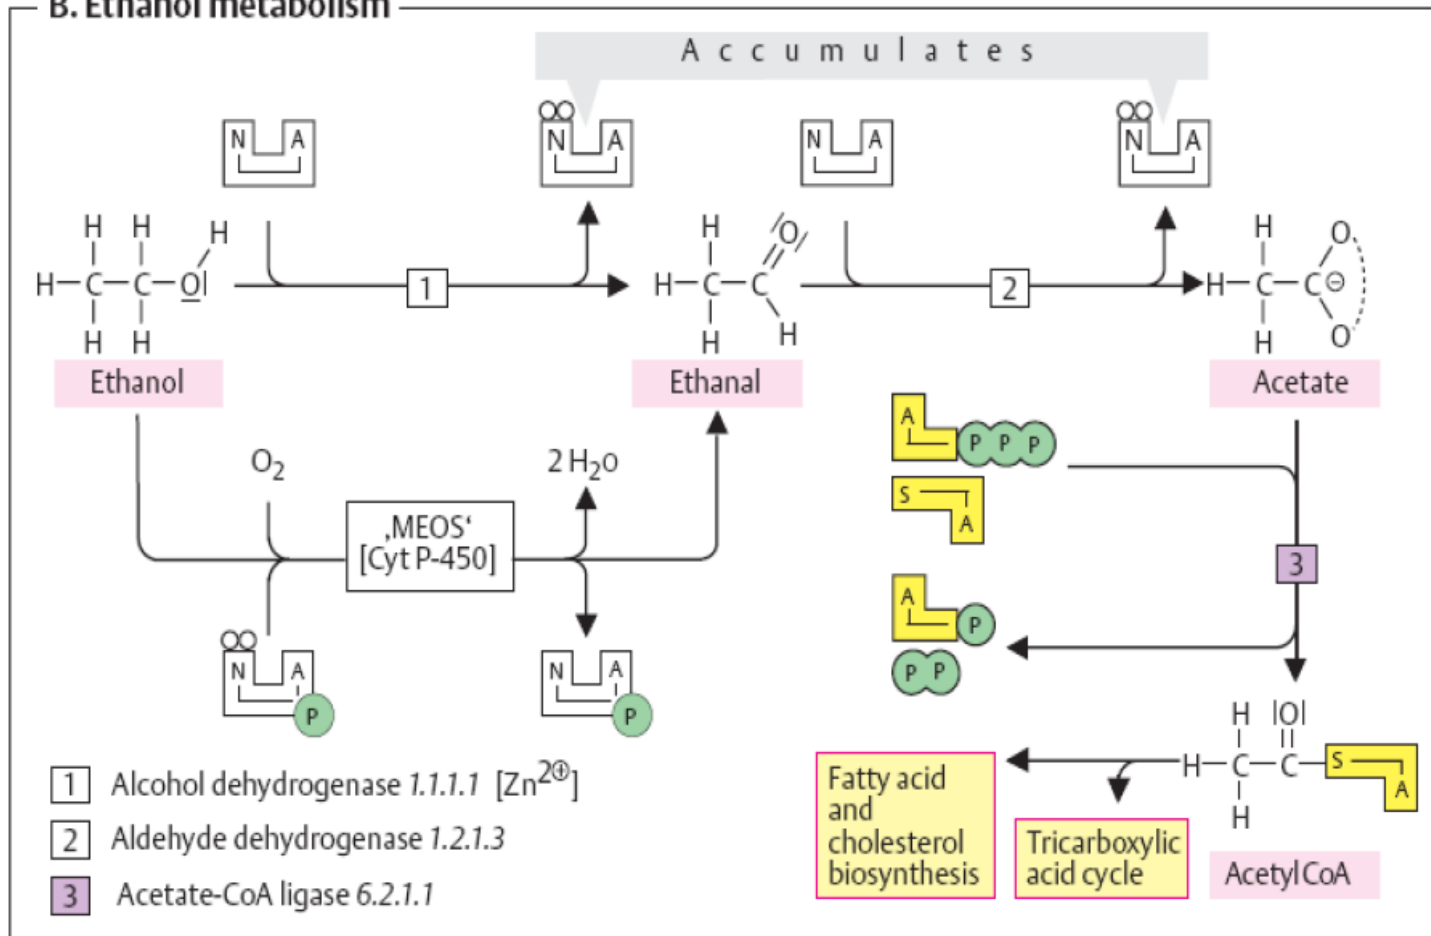 B. Ethanol metabolism
Accumulates
N A
N A
N A
N A
H H H
H-C-C-O
H H
H O
H-C-C
H H
H O
H-C-C⊖
H O
1
2
Ethanol
Ethanal
Acetate
A P P P
S A
O2
2 H2O
‚MEOS‘
[Cyt P-450]
3
A P
P P
N A P
N A P
H O
H-C-C-S A
H
Acetyl CoA
Fatty acid
and
cholesterol
biosynthesis
Tricarboxylic
acid cycle
1 Alcohol dehydrogenase 1.1.1.1 [Zn2⊕]
2 Aldehyde dehydrogenase 1.2.1.3
3 Acetate-CoA ligase 6.2.1.1